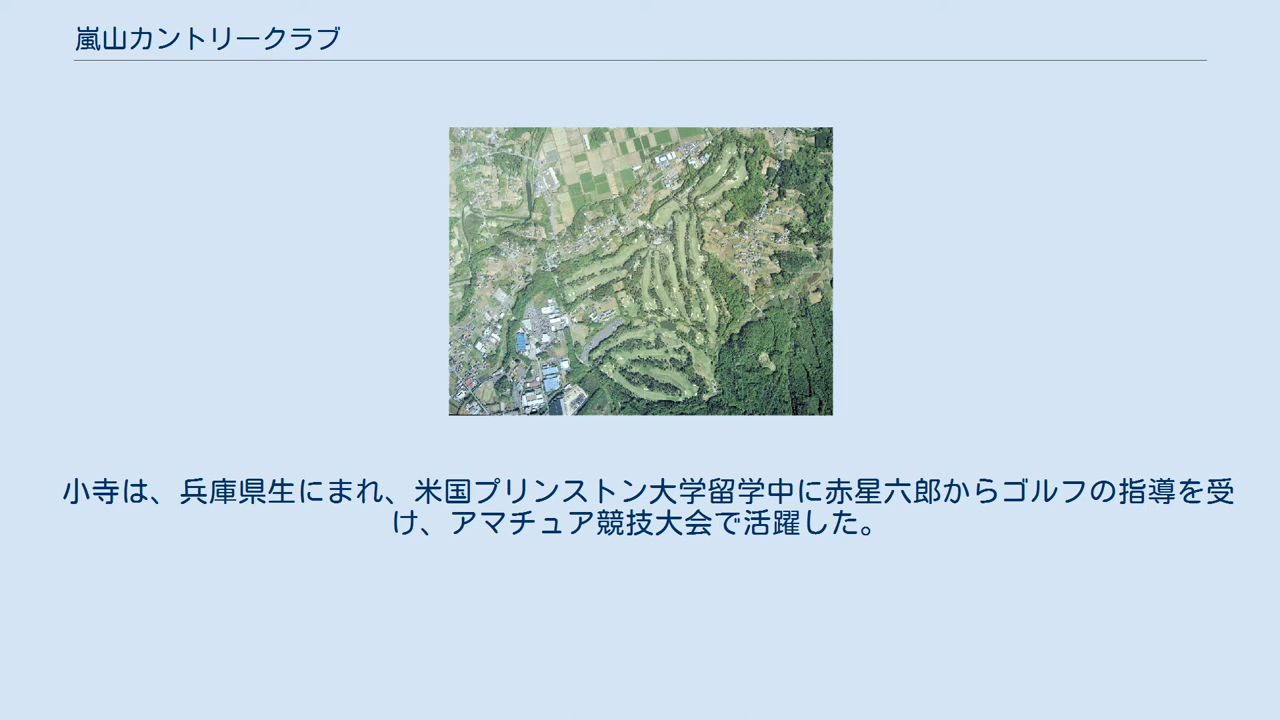 嵐山カントリークラブ
小寺は、兵庫県生にまれ、米国プリンストン大学留学中に赤星六郎からゴルフの指導を受
け、アマチュア競技大会で活躍した。